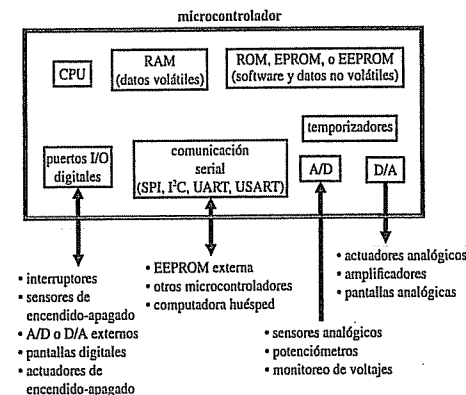 microcontrolador
CPU
RAM
(datos volátiles)
ROM, EPROM, o EEPROM
(software y datos no volátiles)
temporizadores
puertos I/O
digitales
comunicación
serial
(SPI, I²C, UART, USART)
A/D
D/A
• interruptores
• sensores de
encendido-apagado
• A/D o D/A externos
• pantallas digitales
• actuadores de
encendido-apagado
• EEPROM externa
• otros microcontroladores
• computadora huésped
• sensores analógicos
• potenciómetros
• monitoreo de voltajes
• actuadores analógicos
• amplificadores
• pantallas analógicas